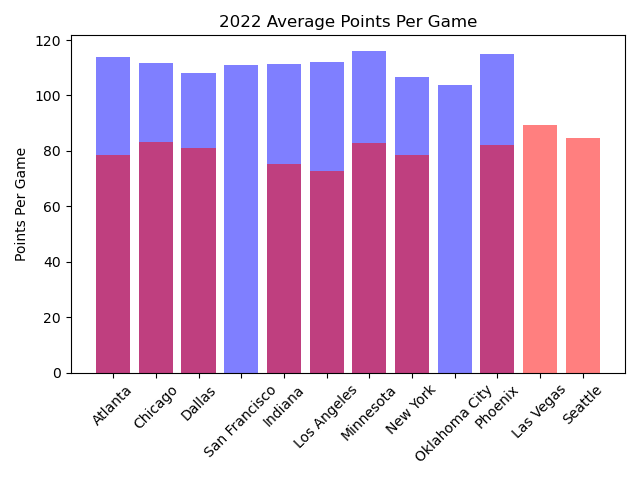 2022 Average Points Per Game
Points Per Game
120
100
80
60
40
20
0
Atlanta
Chicago
Dallas
San Francisco
Indiana
Los Angeles
Minnesota
New York
Oklahoma City
Phoenix
Las Vegas
Seattle